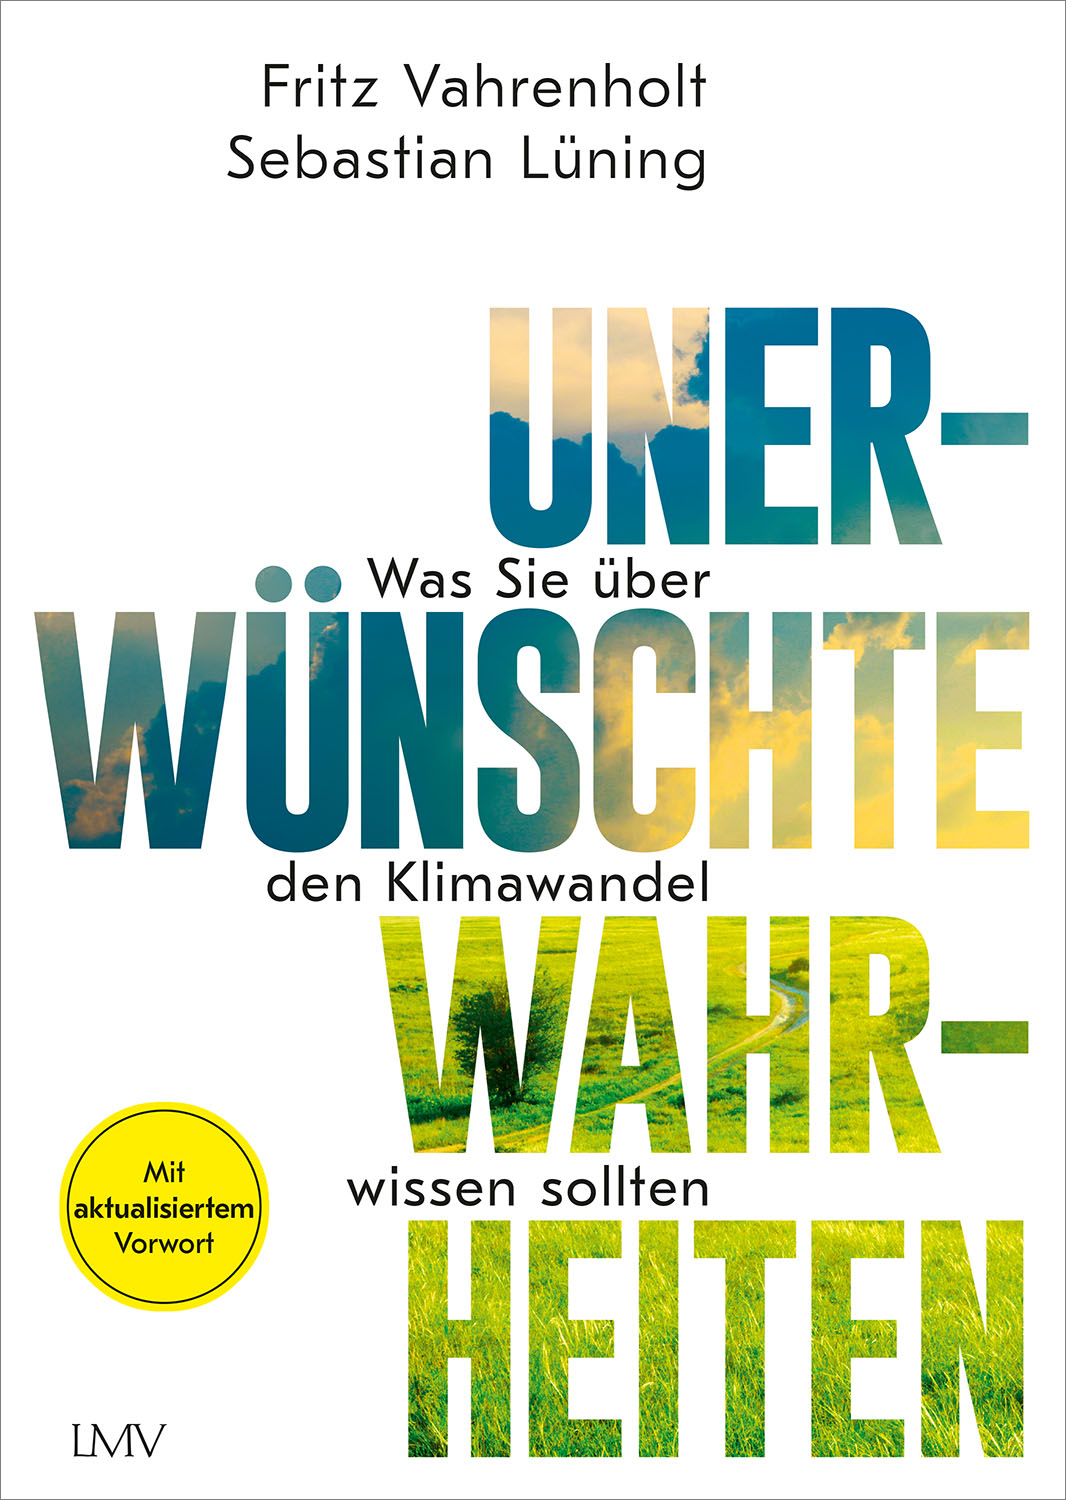 Fritz Vahrenholt
Sebastian Lüning
UNER-
Was Sie über
WÜNSCHTE
den Klimawandel
WAHR-
wissen sollten
HEITEN
Mit
aktualisiertem
Vorwort
LMV